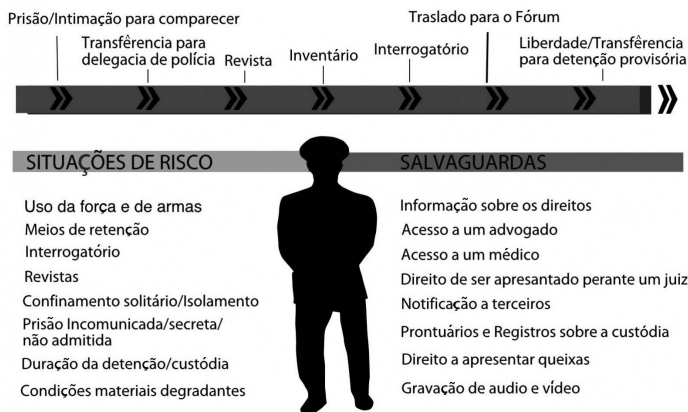 Prisão/Intimação para comparecer
Transfêrencia para
delegacia de polícia
Revista
Inventário
Interrogatório
Traslado para o Fórum
Liberdade/Transfêrencia
para detenção provisória
SITUAÇÕES DE RISCO
Uso da força e de armas
Meios de retenção
Interrogatório
Revistas
Confinamento solitário/Isolamento
Prisão Incomunicada/secreta/
não admitida
Duração da detenção/custódia
Condições materiais degradantes
SALVAGUARDAS
Informação sobre os direitos
Acesso a um advogado
Acesso a um médico
Direito de ser apresantado perante um juiz
Notificação a terceiros
Prontuários e Registros sobre a custódia
Direito a apresentar queixas
Gravação de audio e vídeo